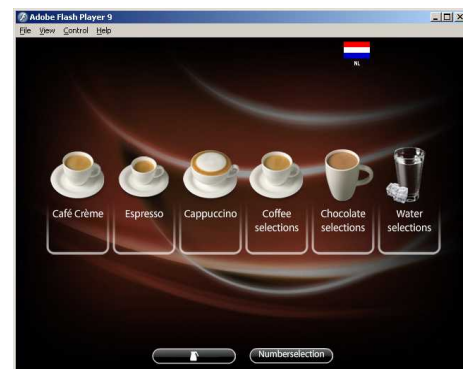 Adobe Flash Player 9
File View Control Help
NL
Café Crème
Espresso
Cappuccino
Coffee
selections
Chocolate
selections
Water
selections
Numberselection